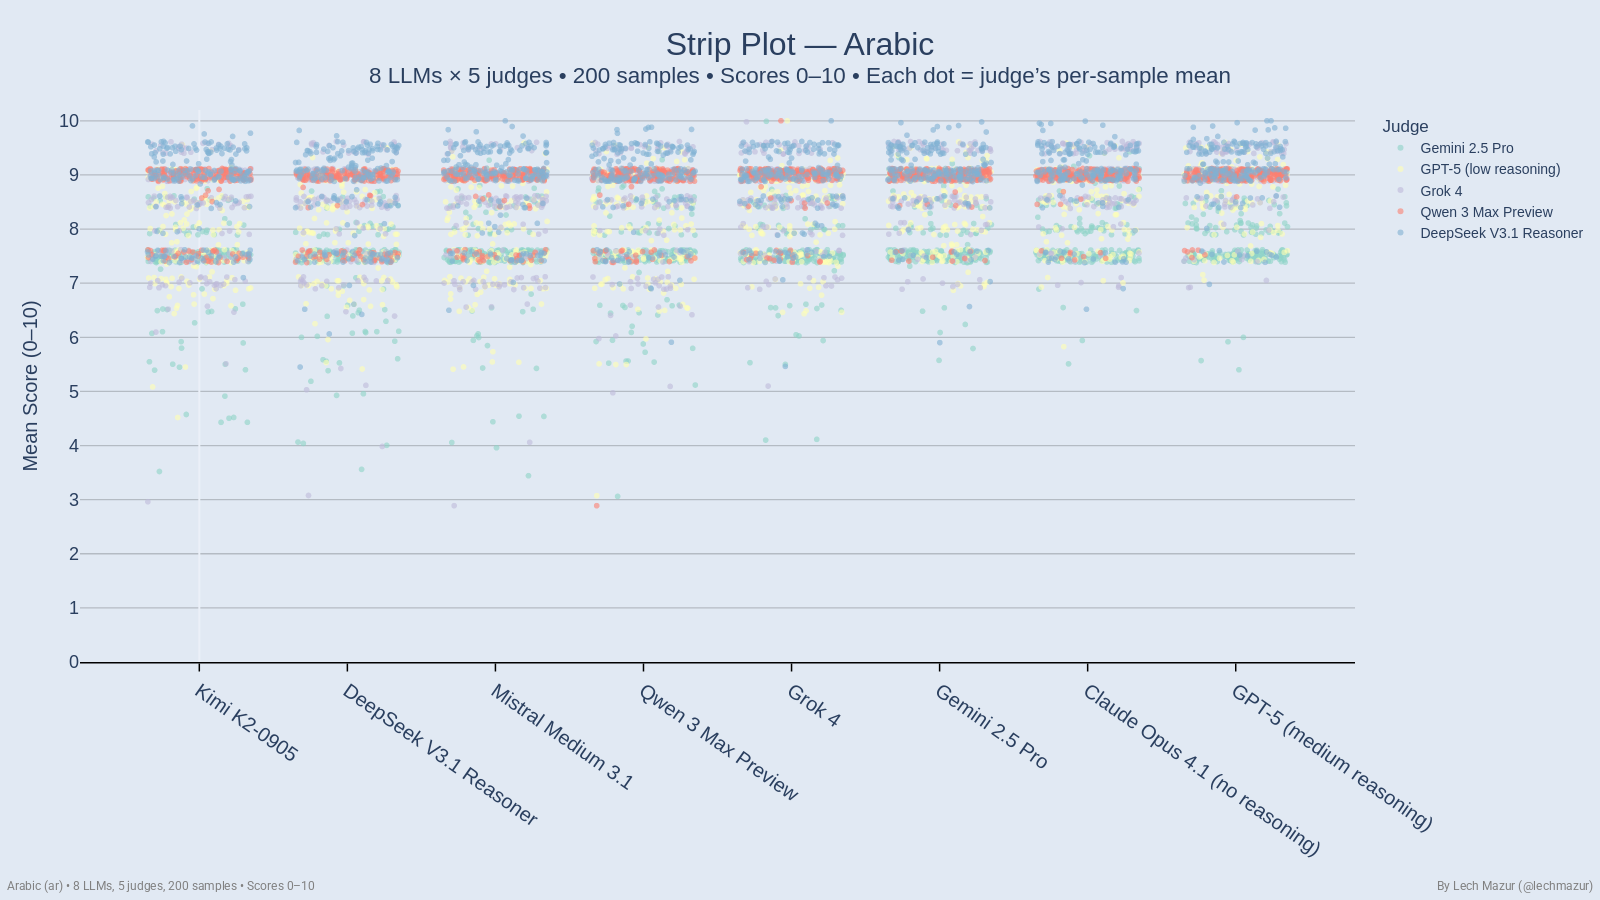 Strip Plot — Arabic
8 LLMs × 5 judges • 200 samples • Scores 0–10 • Each dot = judge’s per-sample mean
Mean Score (0–10)
10
9
8
7
6
5
4
3
2
1
0
Kimi K2-0905
DeepSeek V3.1 Reasoner
Mistral Medium 3.1
Qwen 3 Max Preview
Grok 4
Gemini 2.5 Pro
Claude Opus 4.1 (no reasoning)
GPT-5 (medium reasoning)
Judge
Gemini 2.5 Pro
GPT-5 (low reasoning)
Grok 4
Qwen 3 Max Preview
DeepSeek V3.1 Reasoner
Arabic (ar) • 8 LLMs, 5 judges, 200 samples • Scores 0–10
By Lech Mazur (@lechmazur)